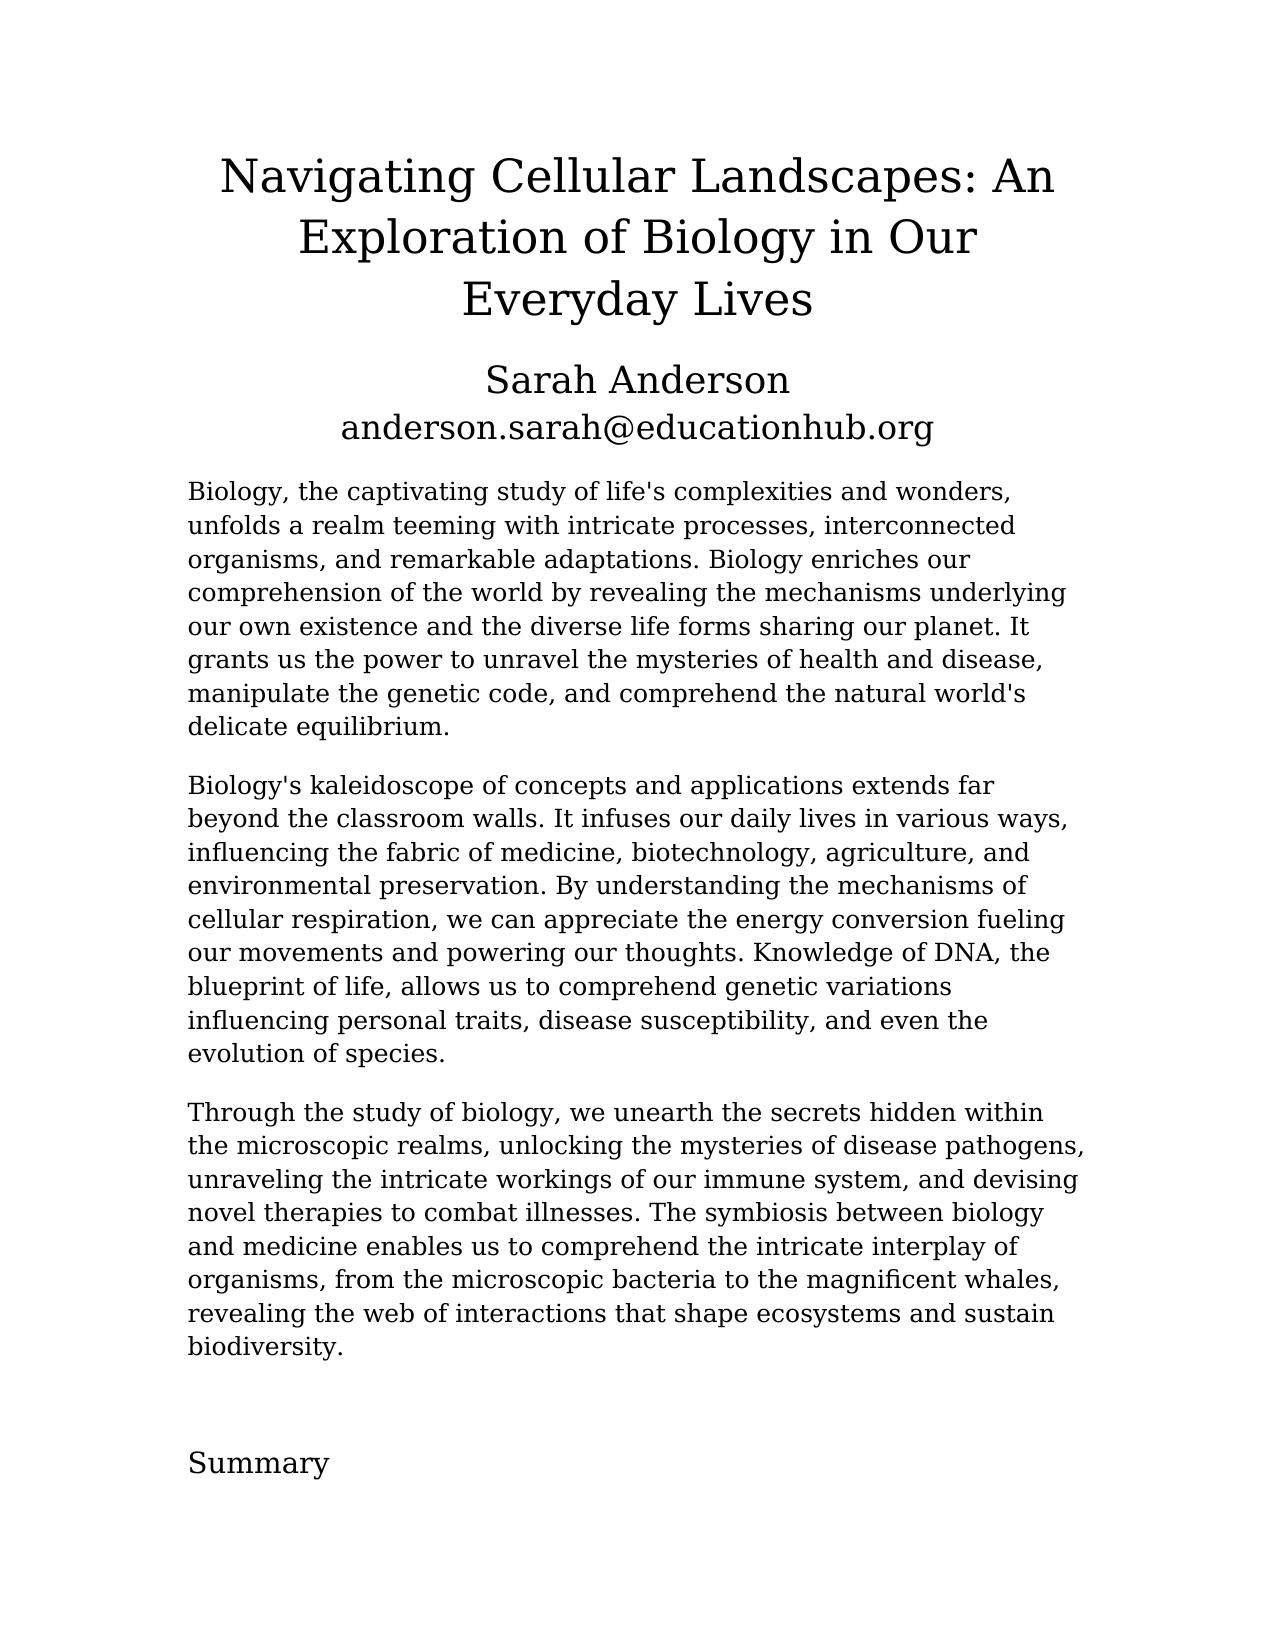 Navigating Cellular Landscapes: An
Exploration of Biology in Our
Everyday Lives
Sarah Anderson
anderson.sarah@educationhub.org
Biology, the captivating study of life's complexities and wonders,
unfolds a realm teeming with intricate processes, interconnected
organisms, and remarkable adaptations. Biology enriches our
comprehension of the world by revealing the mechanisms underlying
our own existence and the diverse life forms sharing our planet. It
grants us the power to unravel the mysteries of health and disease,
manipulate the genetic code, and comprehend the natural world's
delicate equilibrium.
Biology's kaleidoscope of concepts and applications extends far
beyond the classroom walls. It infuses our daily lives in various ways,
influencing the fabric of medicine, biotechnology, agriculture, and
environmental preservation. By understanding the mechanisms of
cellular respiration, we can appreciate the energy conversion fueling
our movements and powering our thoughts. Knowledge of DNA, the
blueprint of life, allows us to comprehend genetic variations
influencing personal traits, disease susceptibility, and even the
evolution of species.
Through the study of biology, we unearth the secrets hidden within
the microscopic realms, unlocking the mysteries of disease pathogens,
unraveling the intricate workings of our immune system, and devising
novel therapies to combat illnesses. The symbiosis between biology
and medicine enables us to comprehend the intricate interplay of
organisms, from the microscopic bacteria to the magnificent whales,
revealing the web of interactions that shape ecosystems and sustain
biodiversity.
Summary